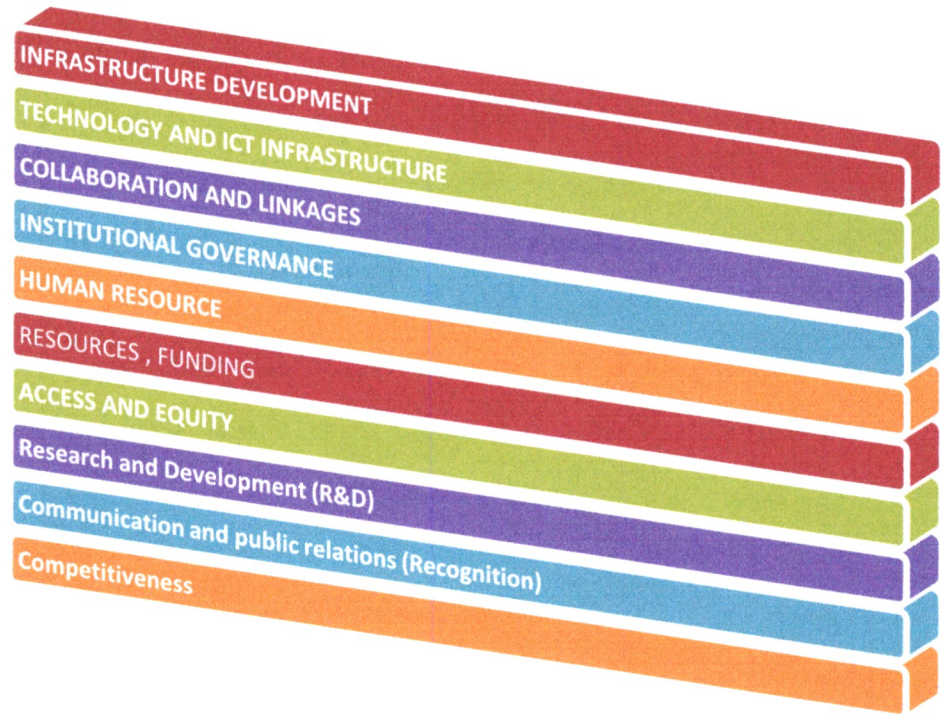 INFRASTRUCTURE DEVELOPMENT
TECHNOLOGY AND ICT INFRASTRUCTURE
COLLABORATION AND LINKAGES
INSTITUTIONAL GOVERNANCE
HUMAN RESOURCE
RESOURCES , FUNDING
ACCESS AND EQUITY
Research and Development (R&D)
Communication and public relations (Recognition)
Competitiveness